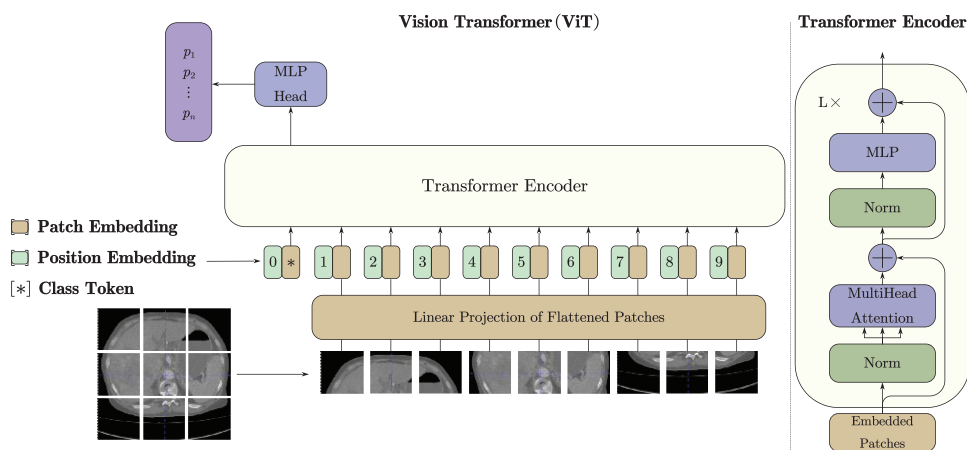 Vision Transformer (ViT)
Transformer Encoder
p1
p2
⋮
pn
MLP
Head
Transformer Encoder
Patch Embedding
Position Embedding
[*] Class Token
0 * 1 2 3 4 5 6 7 8 9
Linear Projection of Flattened Patches
L×
+
MLP
Norm
+
MultiHead
Attention
Norm
Embedded
Patches